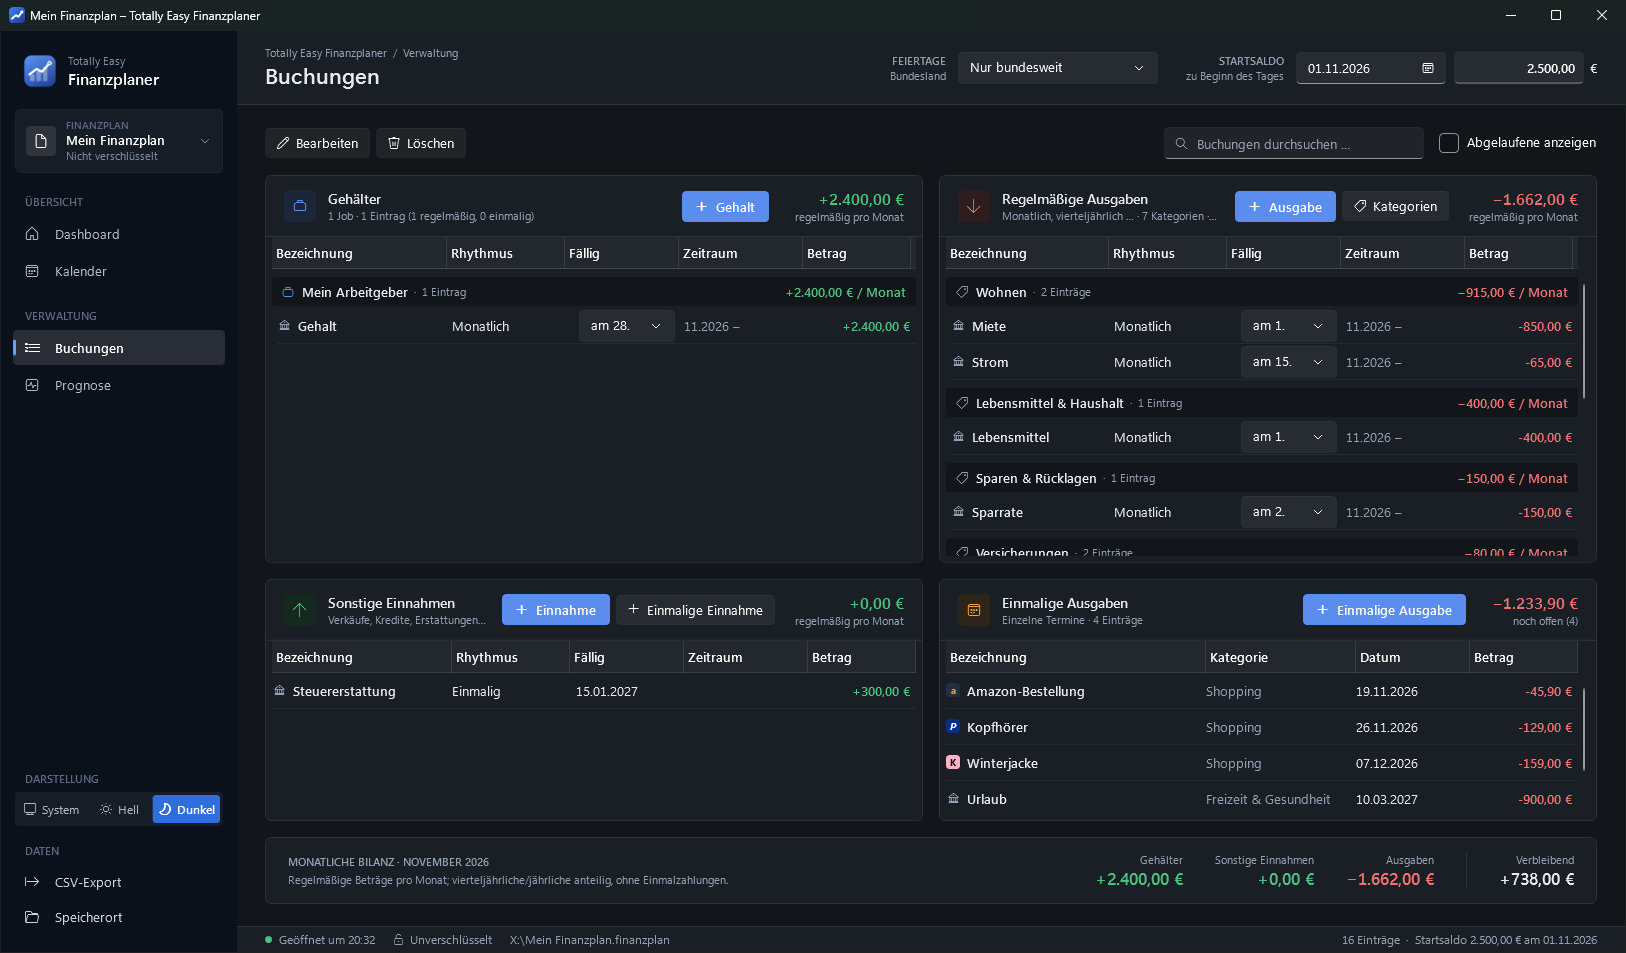 Mein Finanzplan – Totally Easy Finanzplaner
Totally Easy
Finanzplaner
FINANZPLAN
Mein Finanzplan
Nicht verschlüsselt
ÜBERSICHT
Dashboard
Kalender
VERWALTUNG
Buchungen
Prognose
DARSTELLUNG
System Hell Dunkel
DATEN
CSV-Export
Speicherort
Totally Easy Finanzplaner / Verwaltung
Buchungen
FEIERTAGE
Bundesland
Nur bundesweit
STARTSALDO
zu Beginn des Tages
01.11.2026
2.500,00 €
Bearbeiten Löschen
Buchungen durchsuchen ...
Abgelaufene anzeigen
Gehälter
1 Job · 1 Eintrag (1 regelmäßig, 0 einmalig)
+ Gehalt
+2.400,00 €
regelmäßig pro Monat
Bezeichnung Rhythmus Fällig Zeitraum Betrag
Mein Arbeitgeber · 1 Eintrag +2.400,00 € / Monat
Gehalt Monatlich am 28. 11.2026 – +2.400,00 €
Regelmäßige Ausgaben
Monatlich, vierteljährlich ... · 7 Kategorien ·...
+ Ausgabe
Kategorien
−1.662,00 €
regelmäßig pro Monat
Bezeichnung Rhythmus Fällig Zeitraum Betrag
Wohnen · 2 Einträge −915,00 € / Monat
Miete Monatlich am 1. 11.2026 – -850,00 €
Strom Monatlich am 15. 11.2026 – -65,00 €
Lebensmittel & Haushalt · 1 Eintrag −400,00 € / Monat
Lebensmittel Monatlich am 1. 11.2026 – -400,00 €
Sparen & Rücklagen · 1 Eintrag −150,00 € / Monat
Sparrate Monatlich am 2. 11.2026 – -150,00 €
Versicherungen · 2 Einträge −80,00 € / Monat
Sonstige Einnahmen
Verkäufe, Kredite, Erstattungen...
+ Einnahme
+ Einmalige Einnahme
+0,00 €
regelmäßig pro Monat
Bezeichnung Rhythmus Fällig Zeitraum Betrag
Steuererstattung Einmalig 15.01.2027 +300,00 €
Einmalige Ausgaben
Einzelne Termine · 4 Einträge
+ Einmalige Ausgabe
−1.233,90 €
noch offen (4)
Bezeichnung Kategorie Datum Betrag
a Amazon-Bestellung Shopping 19.11.2026 -45,90 €
P Kopfhörer Shopping 26.11.2026 -129,00 €
K Winterjacke Shopping 07.12.2026 -159,00 €
Urlaub Freizeit & Gesundheit 10.03.2027 -900,00 €
MONATLICHE BILANZ · NOVEMBER 2026
Regelmäßige Beträge pro Monat; vierteljährliche/jährliche anteilig, ohne Einmalzahlungen.
Gehälter Sonstige Einnahmen Ausgaben Verbleibend
+2.400,00 € +0,00 € −1.662,00 € +738,00 €
Geöffnet um 20:32 Unverschlüsselt X:\Mein Finanzplan.finanzplan
16 Einträge · Startsaldo 2.500,00 € am 01.11.2026